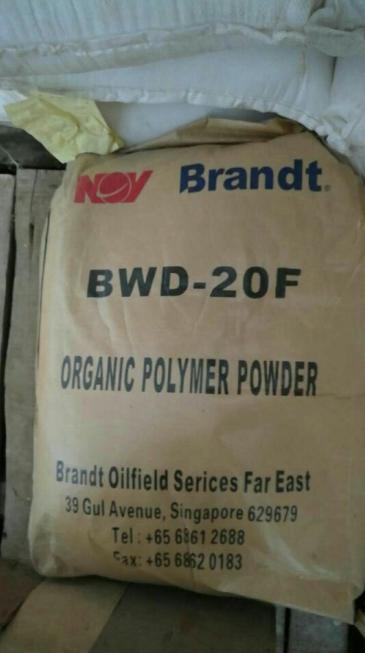 NOV Brandt®
BWD-20F
ORGANIC POLYMER POWDER
Brandt Oilfield Serices Far East
39 Gul Avenue, Singapore 629679
Tel : +65 6861 2688
Fax: +65 6862 0183